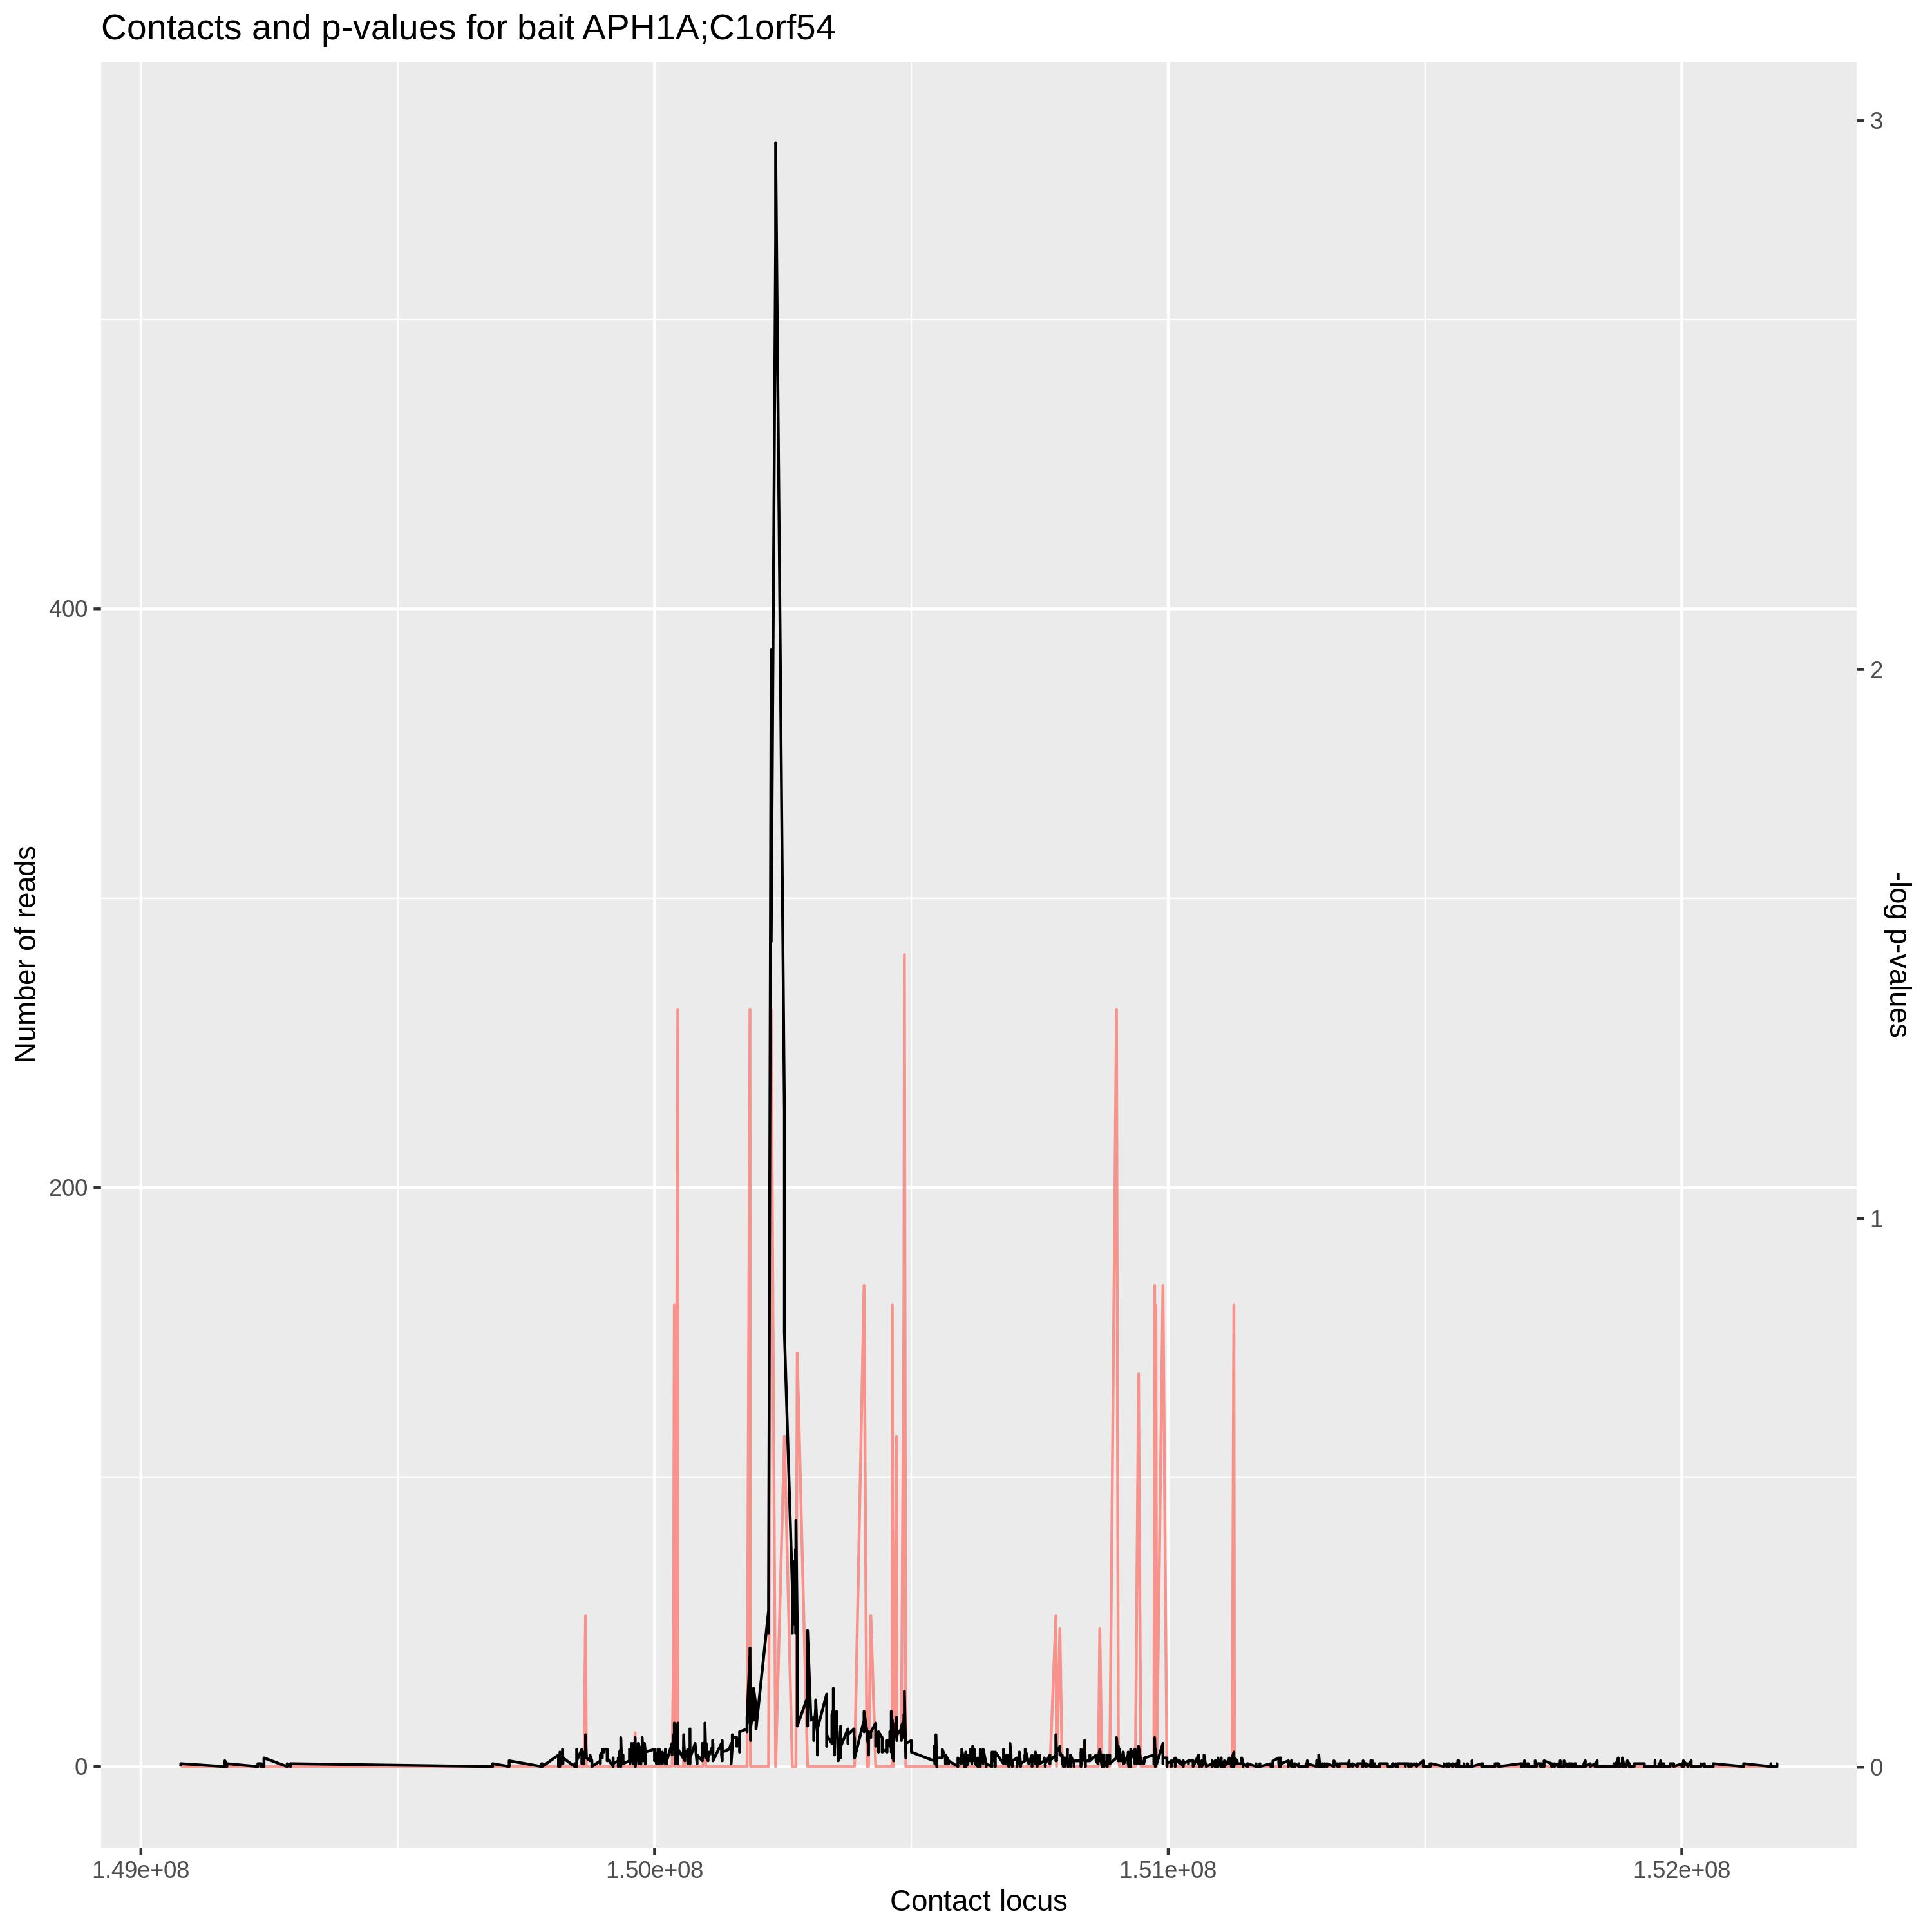 Contacts and p-values for bait APH1A;C1orf54
Number of reads
400
200
0
3
2
1
0
-log p-values
1.49e+08
1.50e+08
1.51e+08
1.52e+08
Contact locus